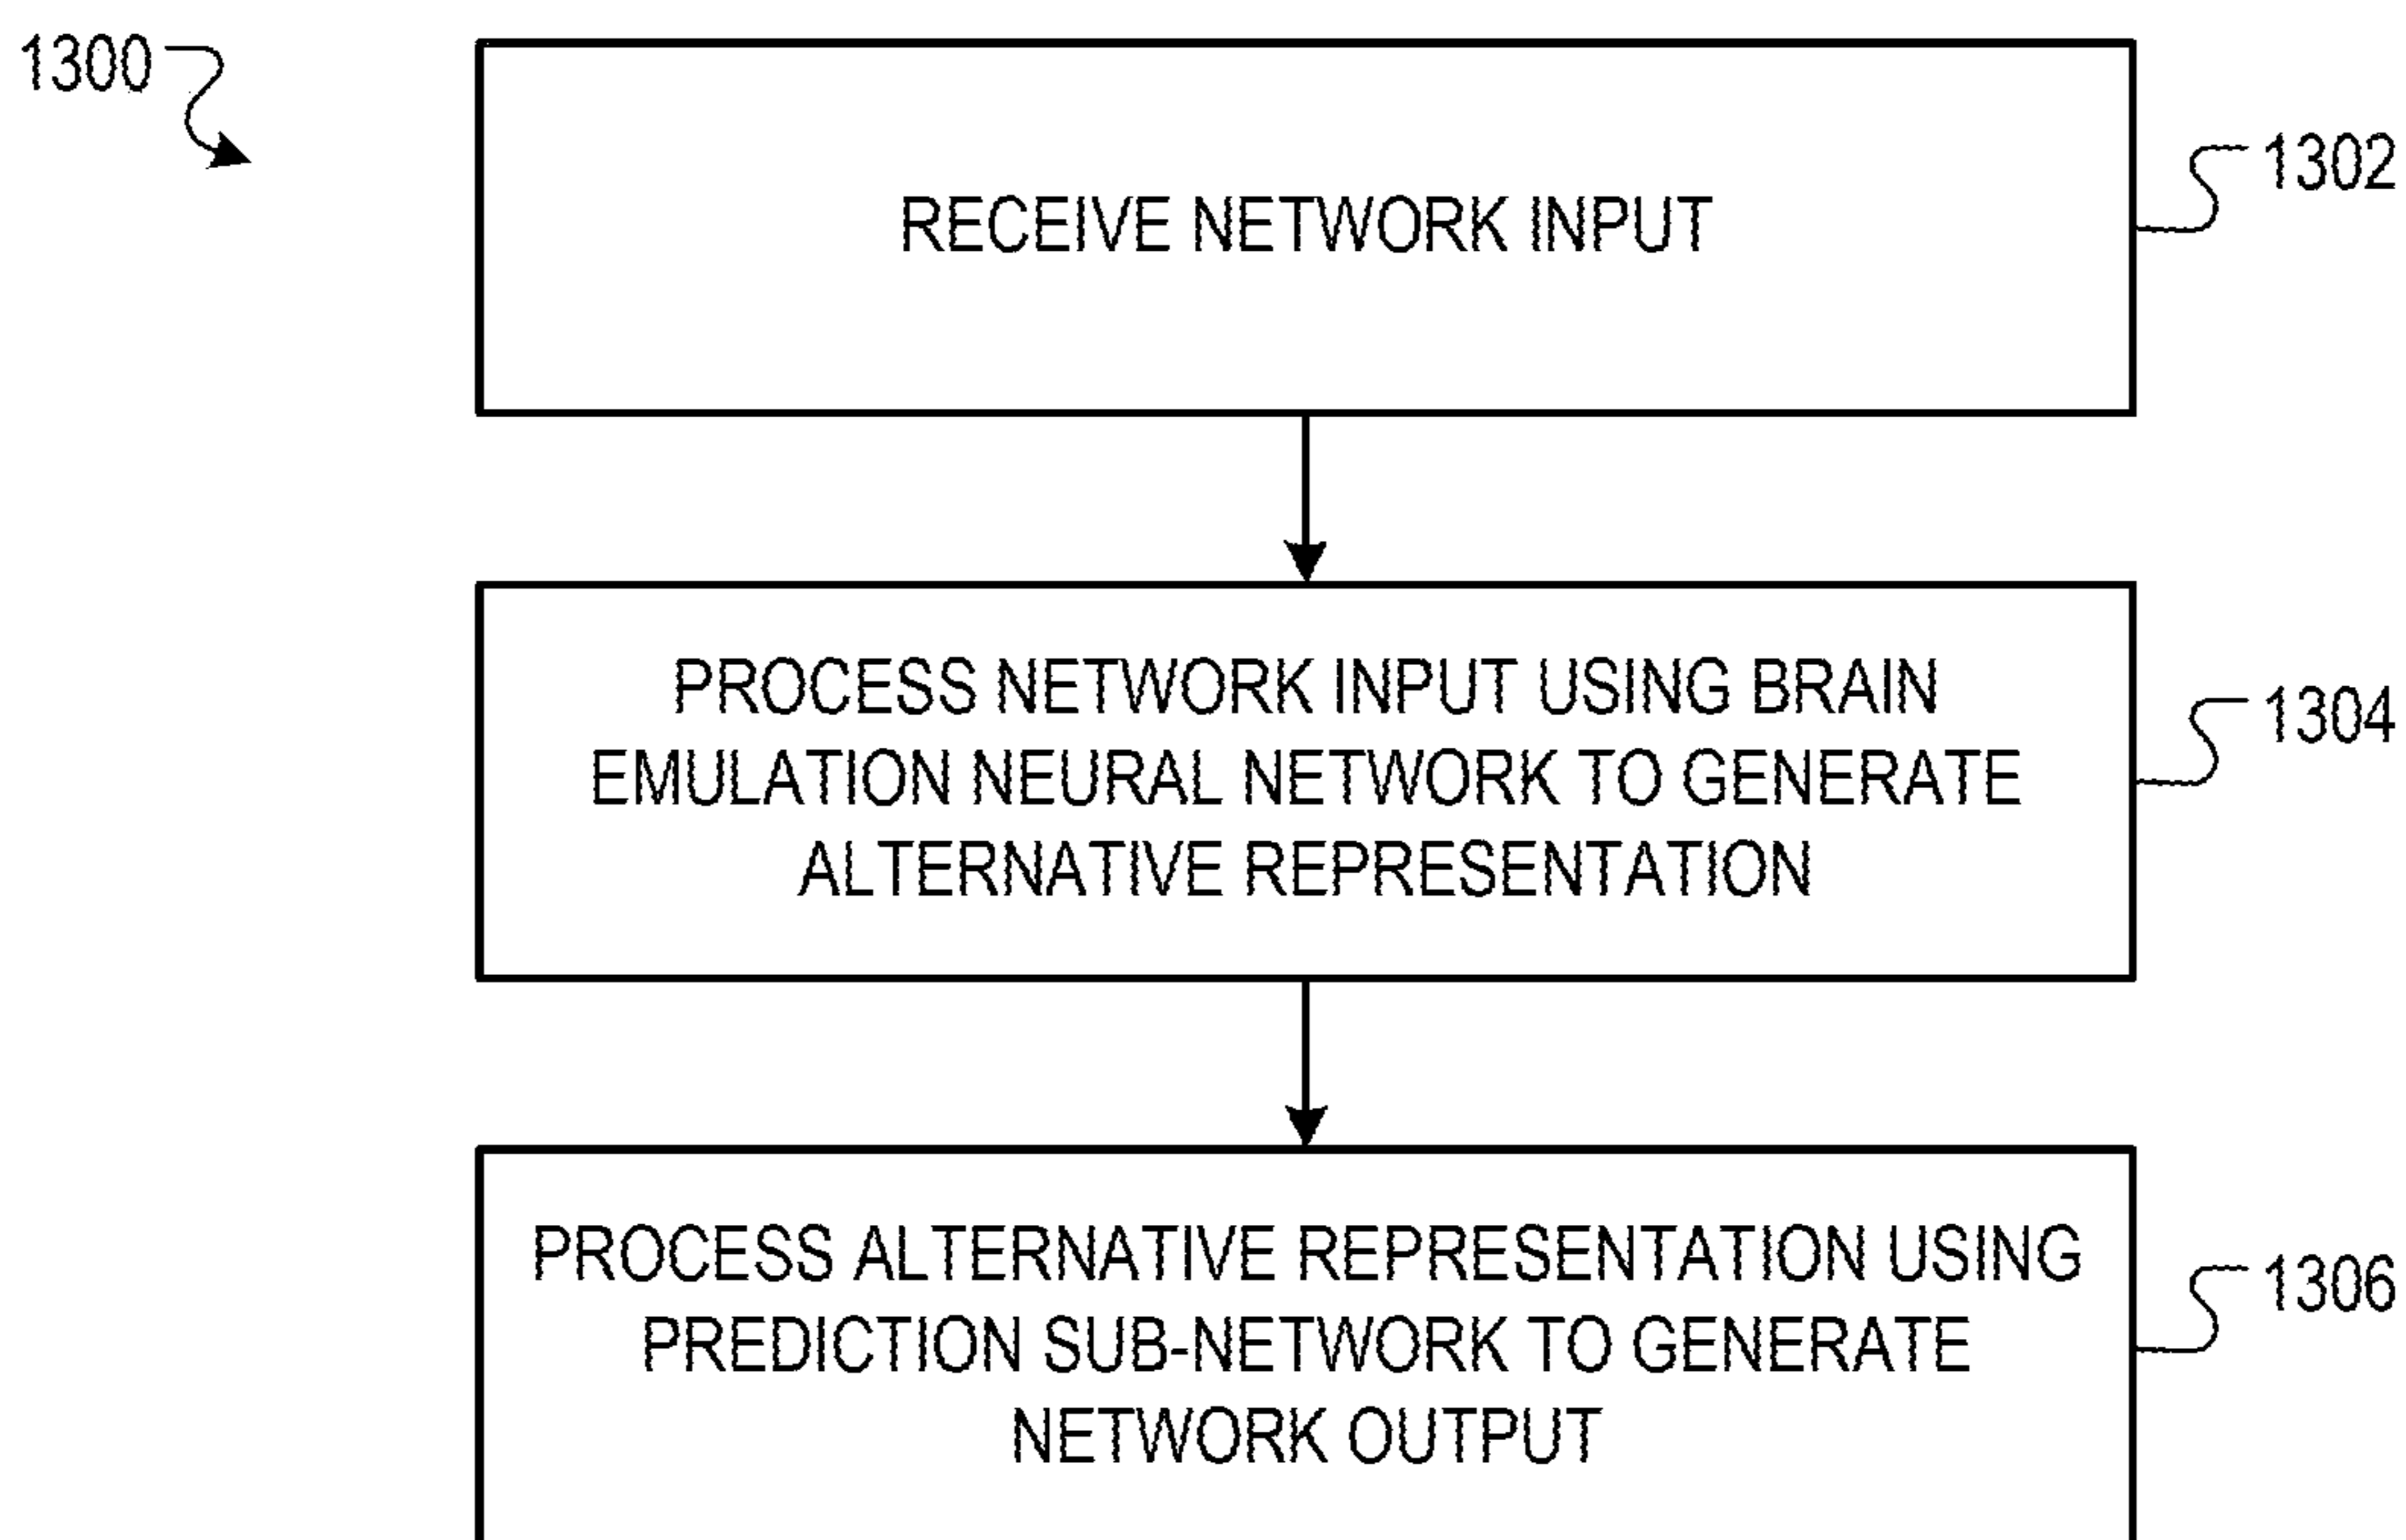 1300
RECEIVE NETWORK INPUT
1302
PROCESS NETWORK INPUT USING BRAIN
EMULATION NEURAL NETWORK TO GENERATE
ALTERNATIVE REPRESENTATION
1304
PROCESS ALTERNATIVE REPRESENTATION USING
PREDICTION SUB-NETWORK TO GENERATE
NETWORK OUTPUT
1306